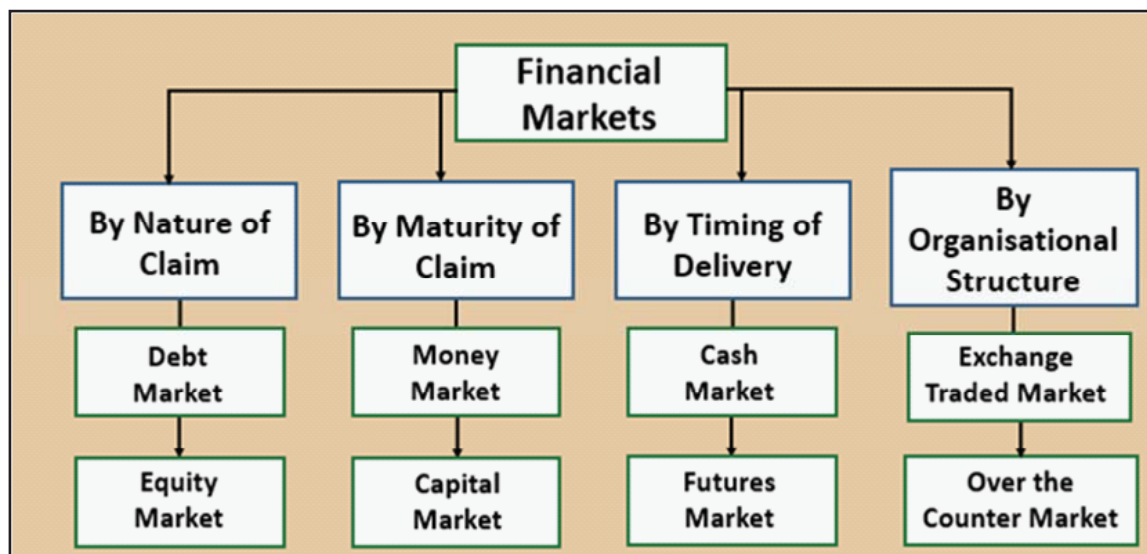 Financial
Markets
By Nature of
Claim
By Maturity of
Claim
By Timing of
Delivery
By
Organisational
Structure
Debt
Market
Money
Market
Cash
Market
Exchange
Traded Market
Equity
Market
Capital
Market
Futures
Market
Over the
Counter Market